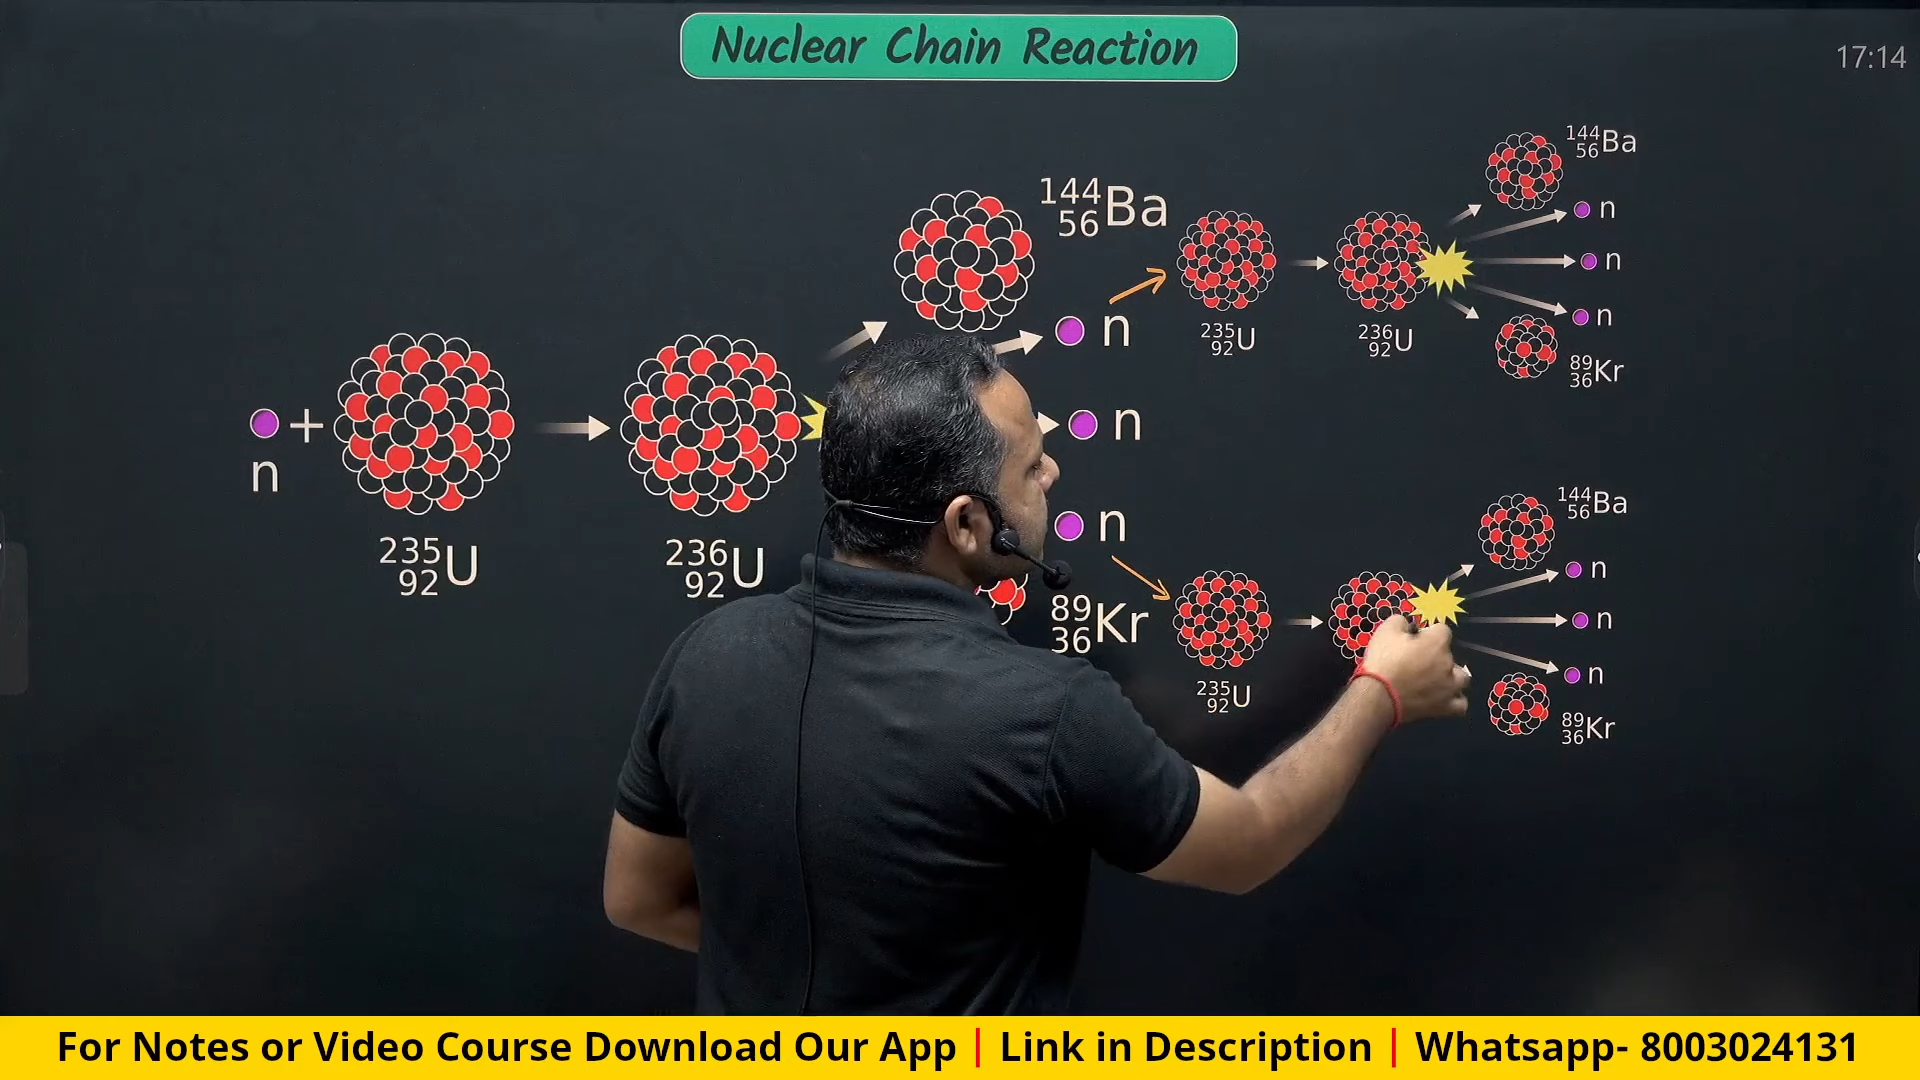 Nuclear Chain Reaction
17:14
n + 
235
92U
236
92U
144
56Ba
n
n
n
89
36Kr
235
92U
236
92U
144
56Ba
n
n
n
89
36Kr
235
92U
144
56Ba
n
n
n
89
36Kr
For Notes or Video Course Download Our App | Link in Description | Whatsapp- 8003024131